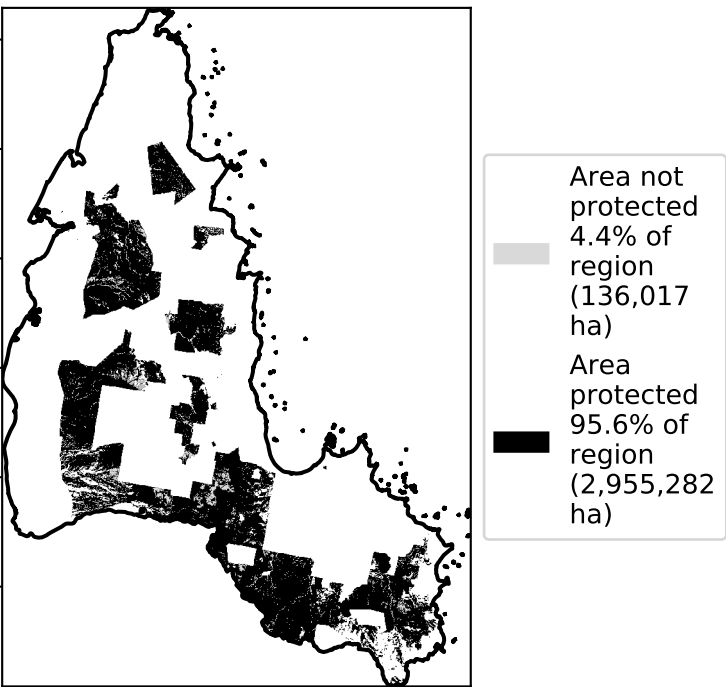 Area not
protected
4.4% of
region
(136,017
ha)
Area
protected
95.6% of
region
(2,955,282
ha)